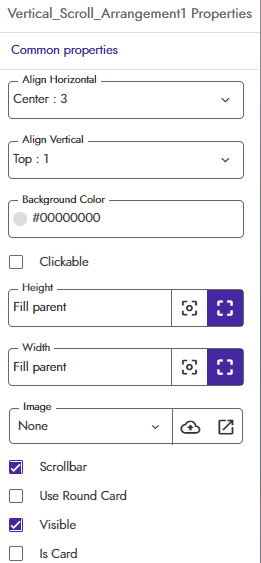 Vertical_Scroll_Arrangement1 Properties
Common properties
Align Horizontal
Center : 3
Align Vertical
Top : 1
Background Color
#00000000
Clickable
Height
Fill parent
Width
Fill parent
Image
None
Scrollbar
Use Round Card
Visible
Is Card